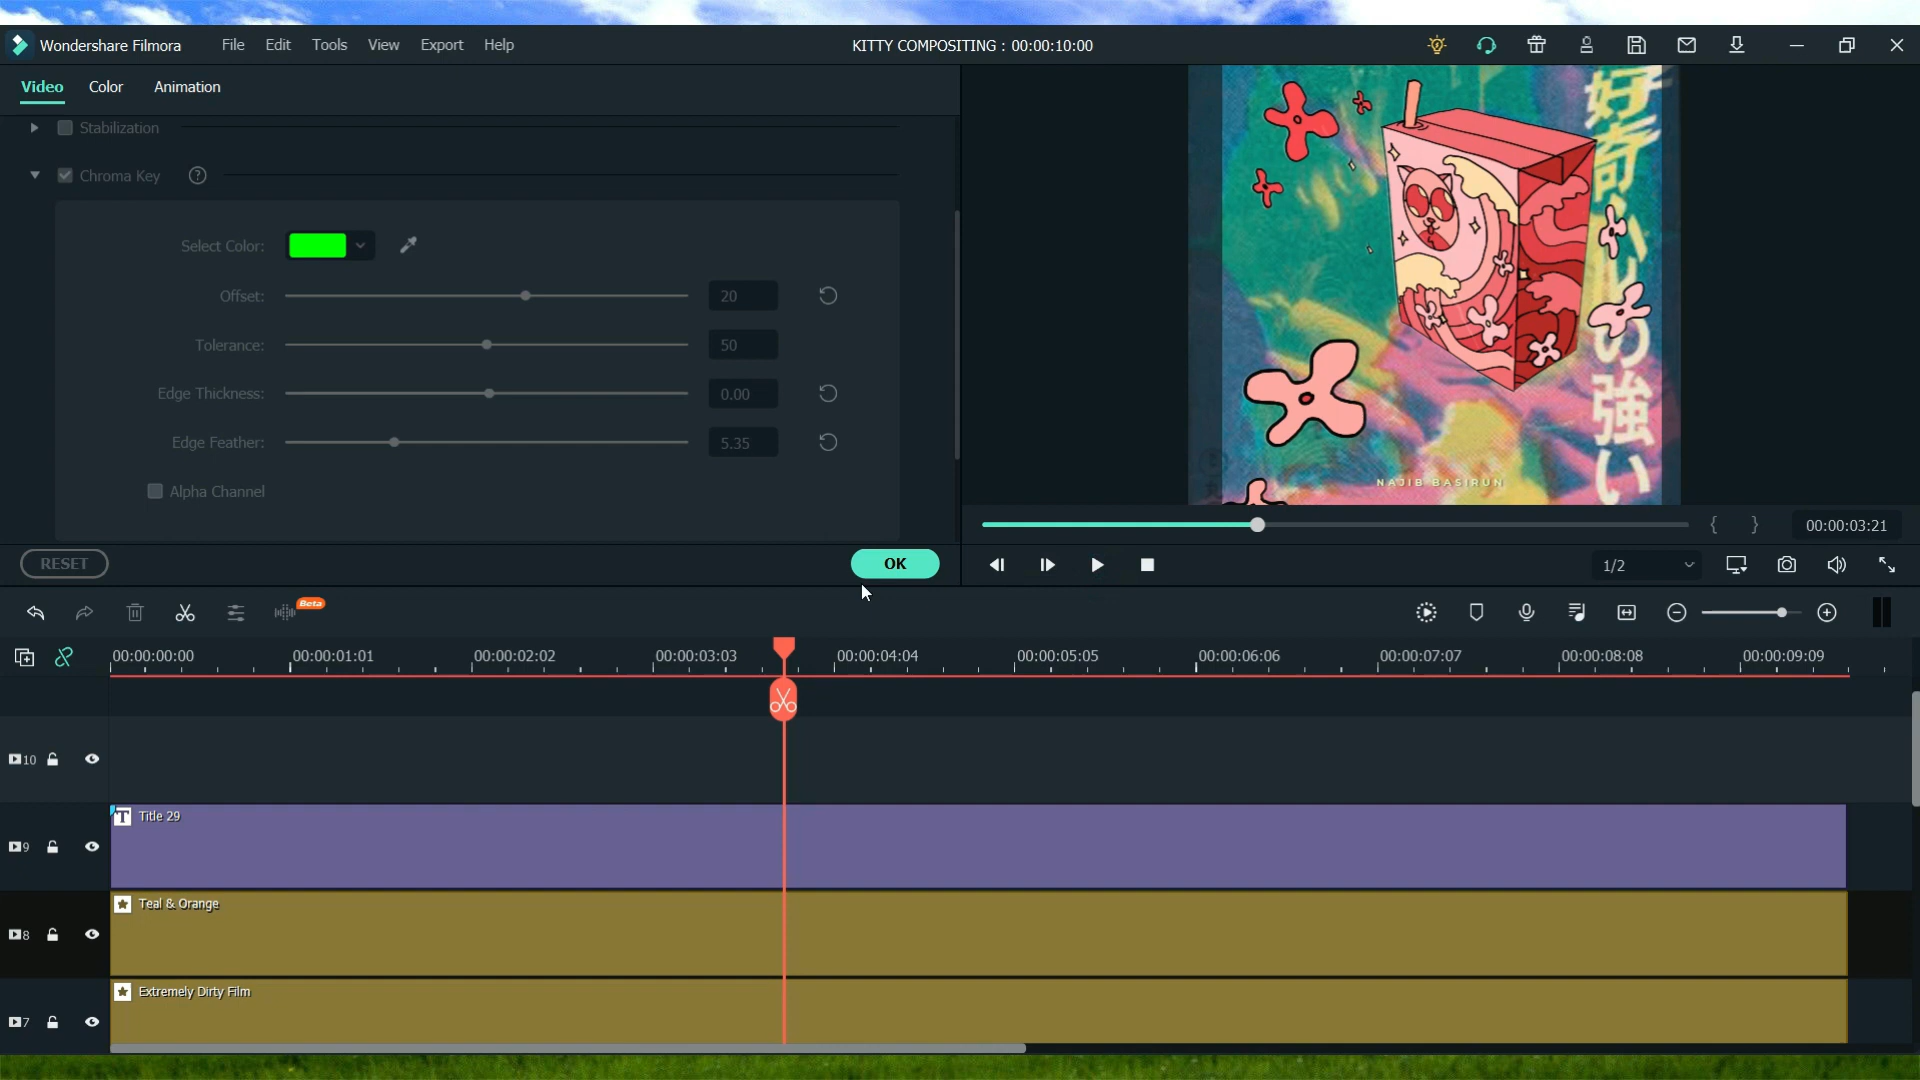 Wondershare Filmora
File Edit Tools View Export Help
KITTY COMPOSITING : 00:00:10:00
Video Color Animation
Stabilization
Chroma Key
Select Color:
Offset: 20
Tolerance: 50
Edge Thickness: 0.00
Edge Feather: 5.35
Alpha Channel
RESET
OK
好奇心の強い
NAJIB BASIRUN
{ } 00:00:03:21
1/2
Beta
00:00:00:00 00:00:01:01 00:00:02:02 00:00:03:03 00:00:04:04 00:00:05:05 00:00:06:06 00:00:07:07 00:00:08:08 00:00:09:09
10
T Title 29
9
Teal & Orange
8
Extremely Dirty Film
7